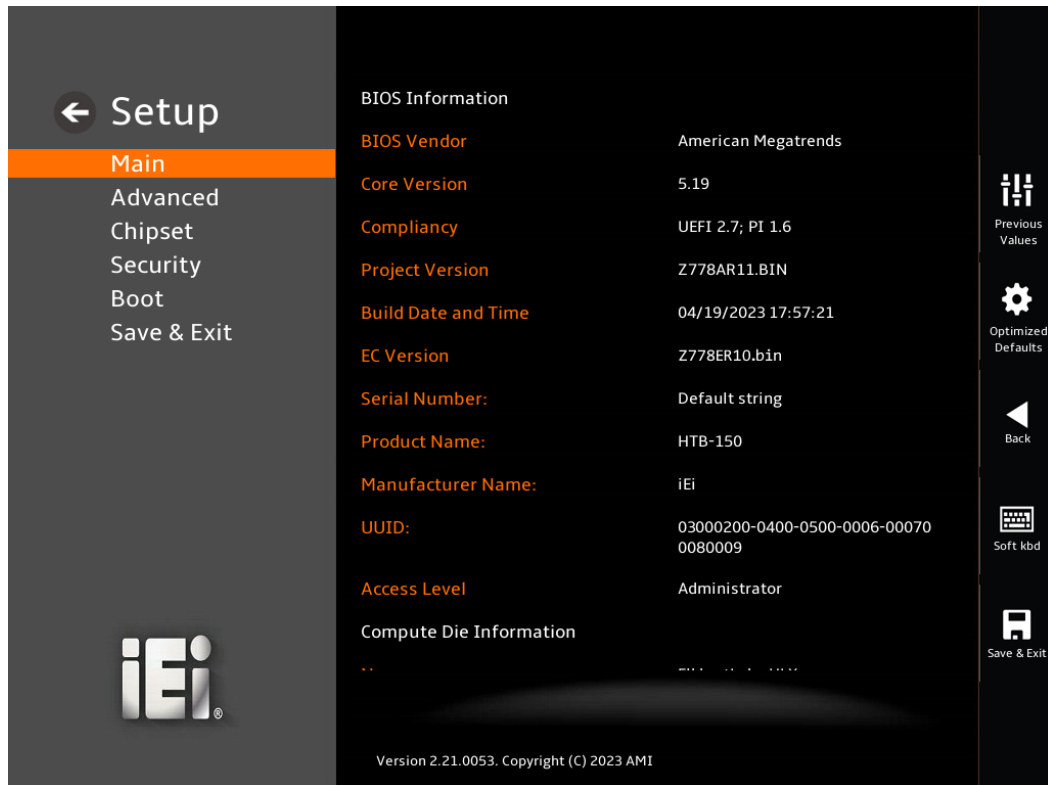 Setup
Main
Advanced
Chipset
Security
Boot
Save & Exit
iEi®
BIOS Information
BIOS Vendor American Megatrends
Core Version 5.19
Compliancy UEFI 2.7; PI 1.6
Project Version Z778AR11.BIN
Build Date and Time 04/19/2023 17:57:21
EC Version Z778ER10.bin
Serial Number: Default string
Product Name: HTB-150
Manufacturer Name: iEi
UUID: 03000200-0400-0500-0006-00070
0080009
Access Level Administrator
Compute Die Information
Version 2.21.0053. Copyright (C) 2023 AMI
Previous
Values
Optimized
Defaults
Back
Soft kbd
Save & Exit